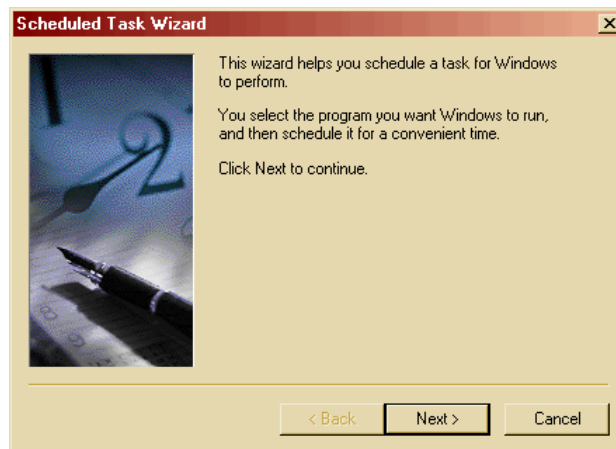 Scheduled Task Wizard
This wizard helps you schedule a task for Windows
to perform.
You select the program you want Windows to run,
and then schedule it for a convenient time.
Click Next to continue.
2
< Back
Next >
Cancel